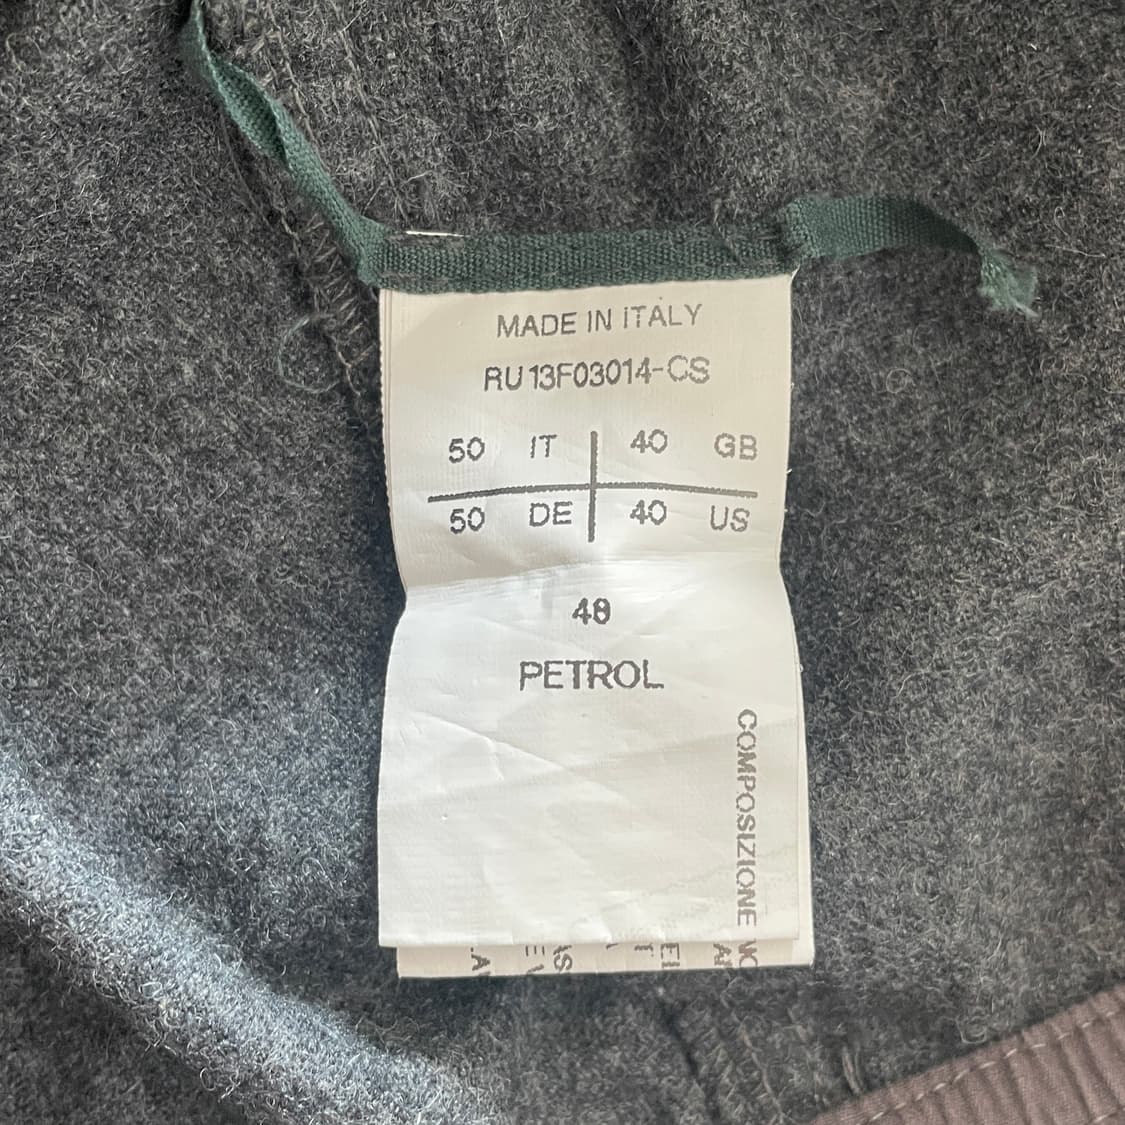 MADE IN ITALY
RU13F03014-CS
50 IT 40 GB
50 DE 40 US
48
PETROL
COMPOSIZIONE